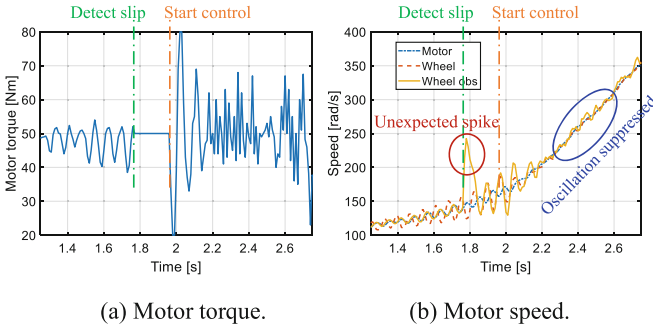 Detect slip
Start control
80
70
60
50
40
30
20
1.4
1.6
1.8
2
2.2
2.4
2.6
Motor torque [Nm]
Time [s]
(a) Motor torque.
Detect slip
Start control
Motor
Wheel
Wheel obs
Unexpected spike
Oscillation suppressed
400
350
300
250
200
150
100
1.4
1.6
1.8
2
2.2
2.4
2.6
Speed [rad/s]
Time [s]
(b) Motor speed.